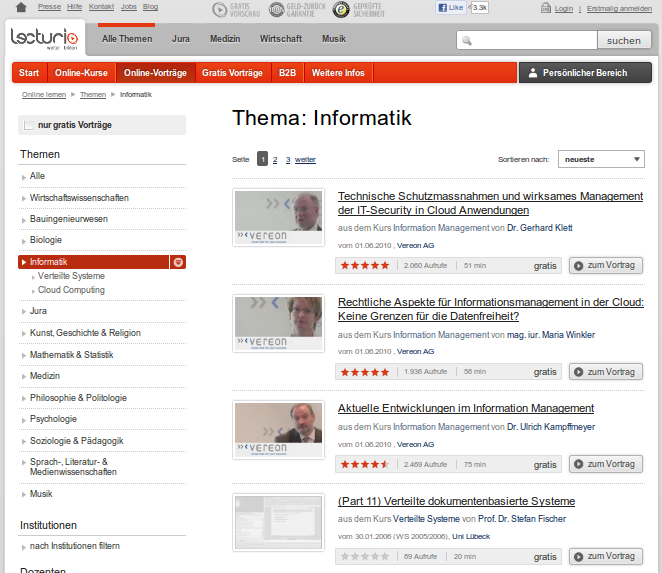 Presse Hilfe Kontakt Jobs Blog
GRATIS VORSCHAU
100% GELD-ZURÜCK GARANTIE
GEPRÜFTE SICHERHEIT
Like 3.3k
Login | Erstmalig anmelden
lecturio
weiter bilden
Alle Themen Jura Medizin Wirtschaft Musik
suchen
Start Online-Kurse Online-Vorträge Gratis Vorträge B2B Weitere Infos Persönlicher Bereich
Online lernen Themen Informatik
nur gratis Vorträge
Themen
Alle
Wirtschaftswissenschaften
Bauingenieurwesen
Biologie
Informatik
Verteilte Systeme
Cloud Computing
Jura
Kunst, Geschichte & Religion
Mathematik & Statistik
Medizin
Philosophie & Politologie
Psychologie
Soziologie & Pädagogik
Sprach-, Literatur- &
Medienwissenschaften
Musik
Institutionen
nach Institutionen filtern
Dozenten
Thema: Informatik
Seite 1 2 3 weiter
Sortieren nach: neueste
VEREON
Technische Schutzmassnahmen und wirksames Management
der IT-Security in Cloud Anwendungen
aus dem Kurs Information Management von Dr. Gerhard Klett
vom 01.06.2010 , Vereon AG
2.060 Aufrufe | 51 min gratis zum Vortrag
VEREON
Rechtliche Aspekte für Informationsmanagement in der Cloud:
Keine Grenzen für die Datenfreiheit?
aus dem Kurs Information Management von mag. iur. Maria Winkler
vom 01.06.2010 , Vereon AG
1.936 Aufrufe | 56 min gratis zum Vortrag
VEREON
Aktuelle Entwicklungen im Information Management
aus dem Kurs Information Management von Dr. Ulrich Kampffmeyer
vom 01.06.2010 , Vereon AG
2.469 Aufrufe | 75 min gratis zum Vortrag
(Part 11) Verteilte dokumentenbasierte Systeme
aus dem Kurs Verteilte Systeme von Prof. Dr. Stefan Fischer
vom 30.01.2006 (WS 2005/2006), Uni Lübeck
89 Aufrufe | 20 min gratis zum Vortrag